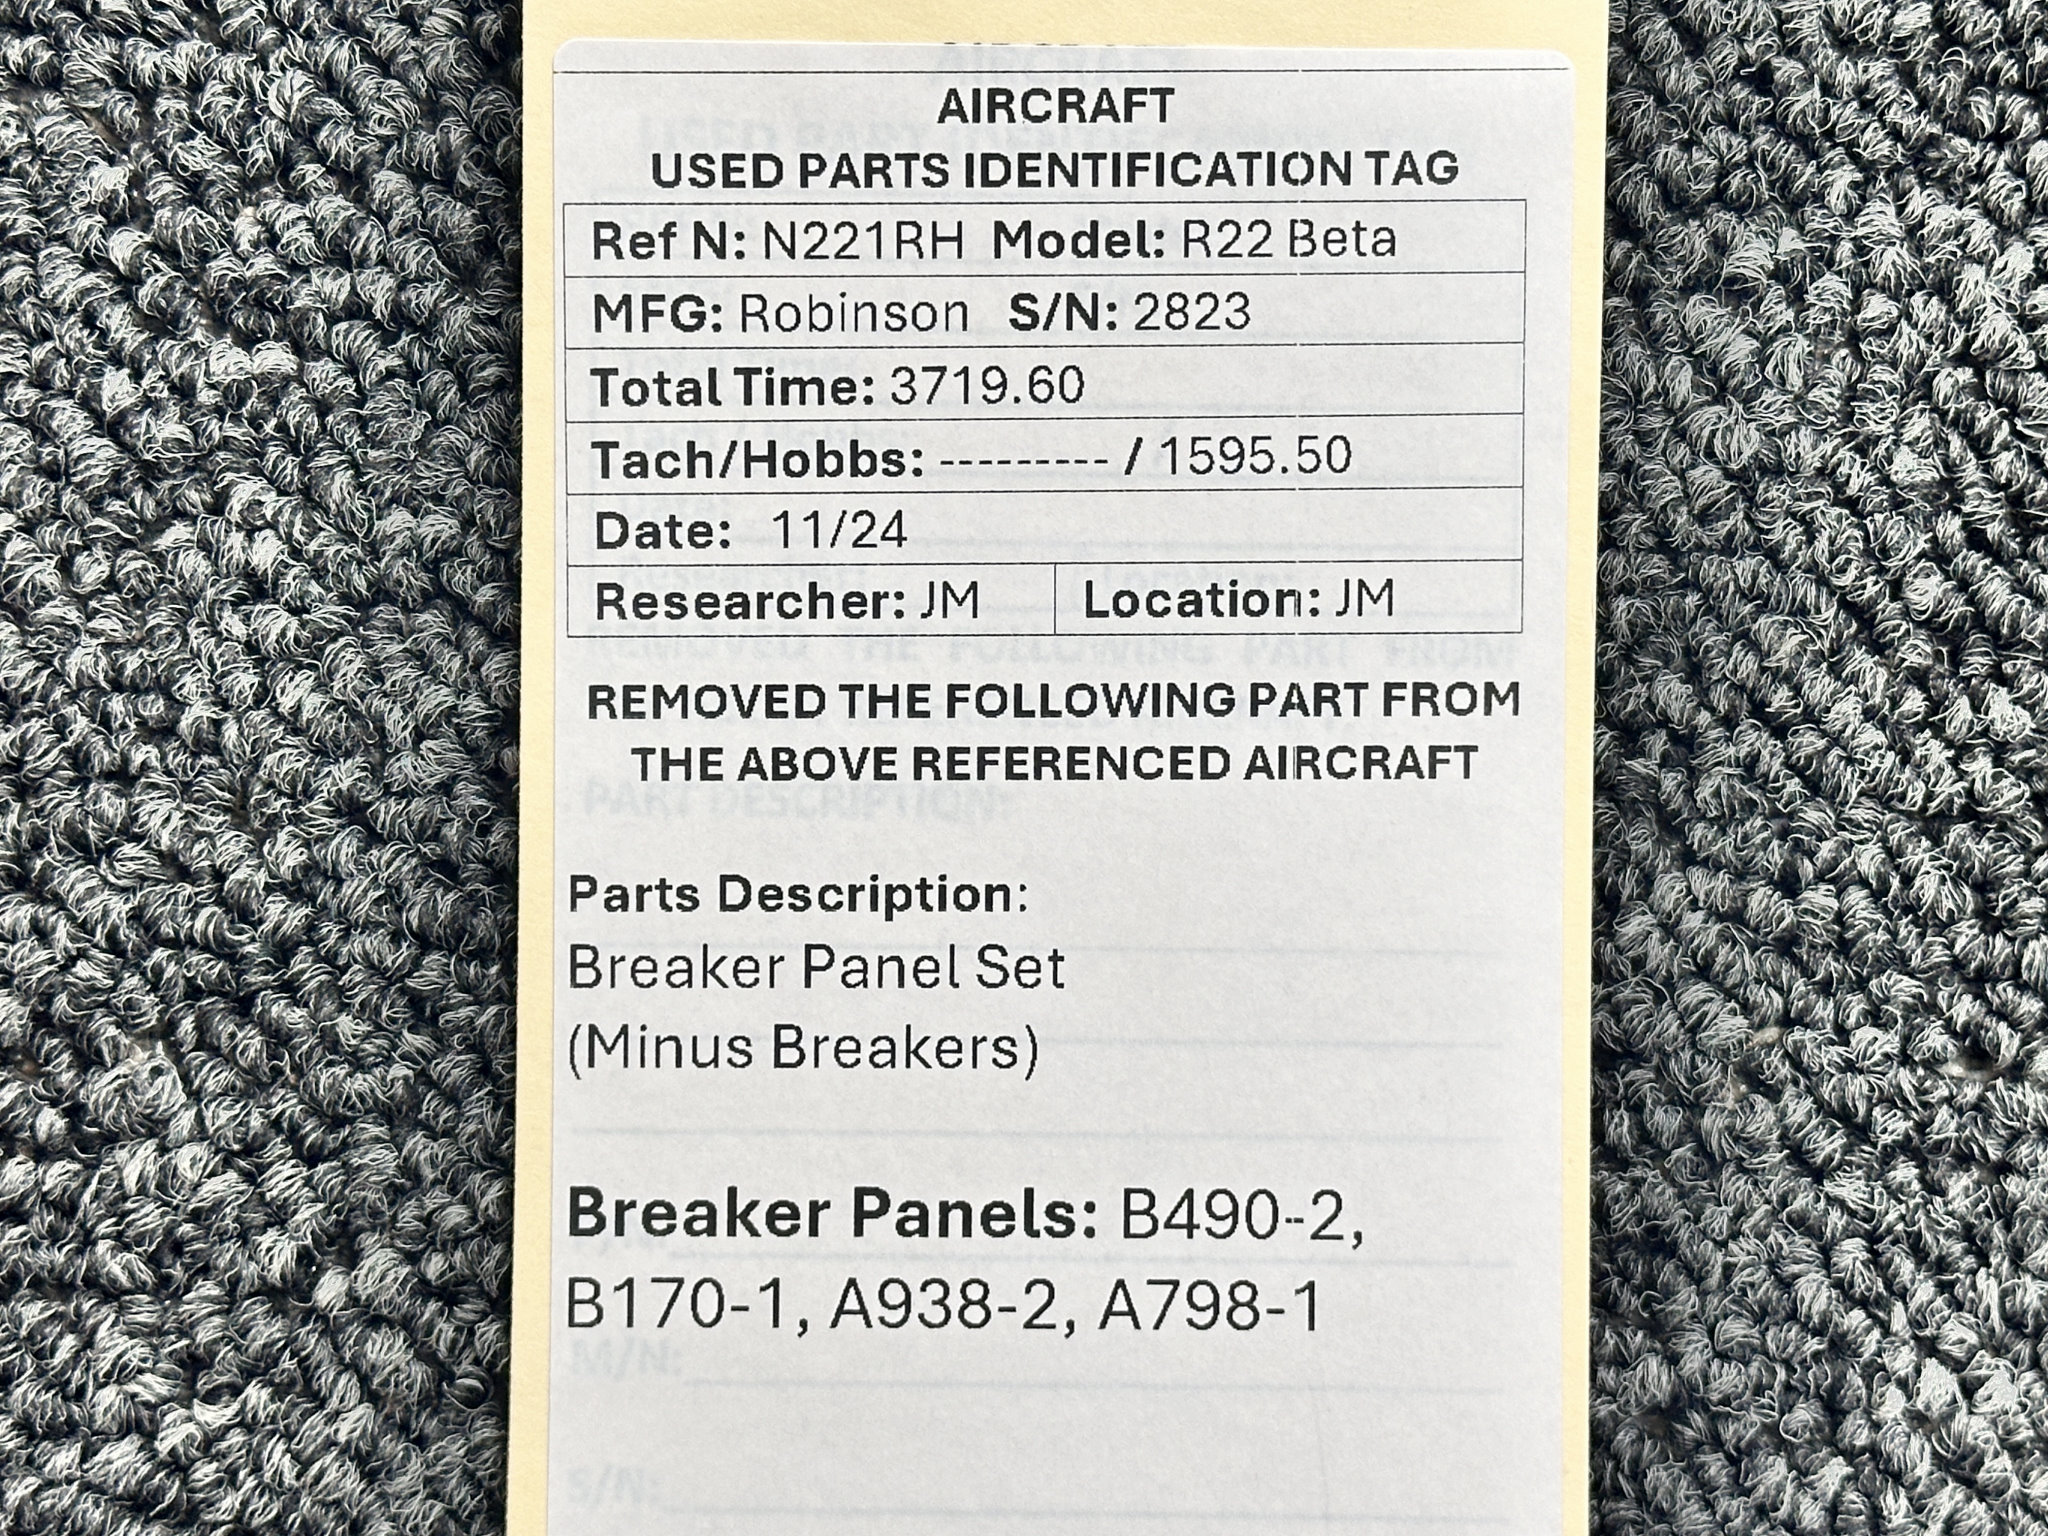 AIRCRAFT
USED PARTS IDENTIFICATION TAG
Ref N: N221RH Model: R22 Beta
MFG: Robinson S/N: 2823
Total Time: 3719.60
Tach/Hobbs: --------- / 1595.50
Date: 11/24
Researcher: JM Location: JM
REMOVED THE FOLLOWING PART FROM
THE ABOVE REFERENCED AIRCRAFT
Parts Description:
Breaker Panel Set
(Minus Breakers)
Breaker Panels: B490-2,
B170-1, A938-2, A798-1
M/N:
S/N: